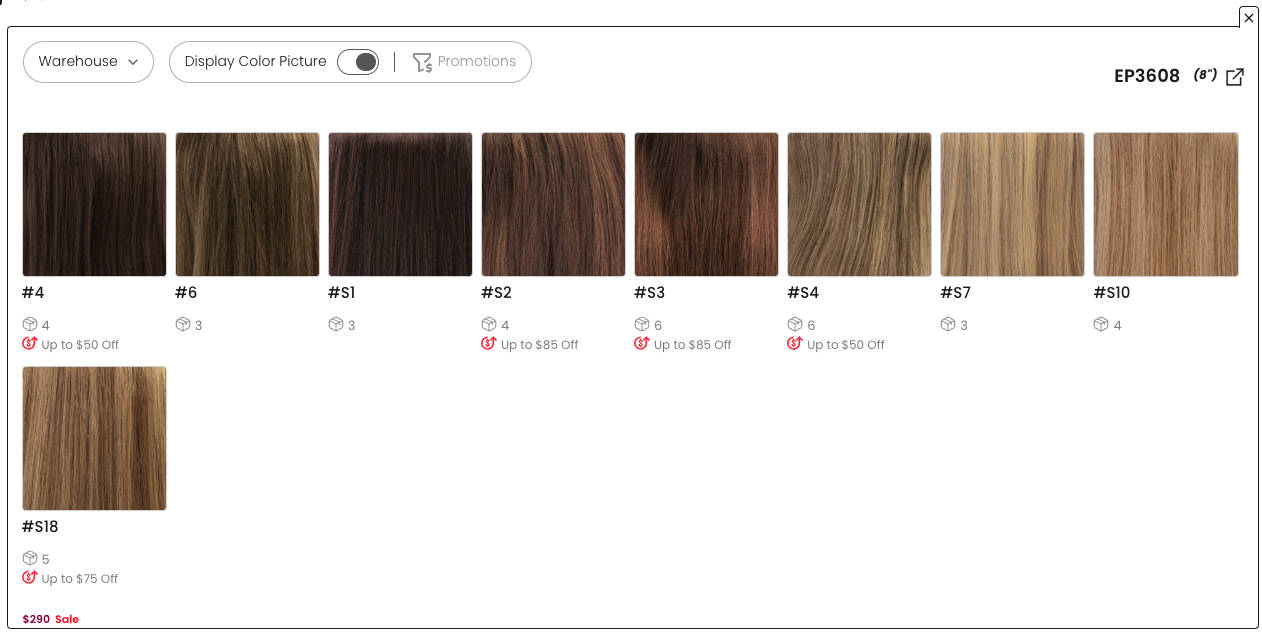 Warehouse
Display Color Picture
Promotions
EP3608 (8")
#4
4
Up to $50 Off
#6
3
#S1
3
#S2
4
Up to $85 Off
#S3
6
Up to $85 Off
#S4
6
Up to $50 Off
#S7
3
#S10
4
#S18
5
Up to $75 Off
$290 Sale